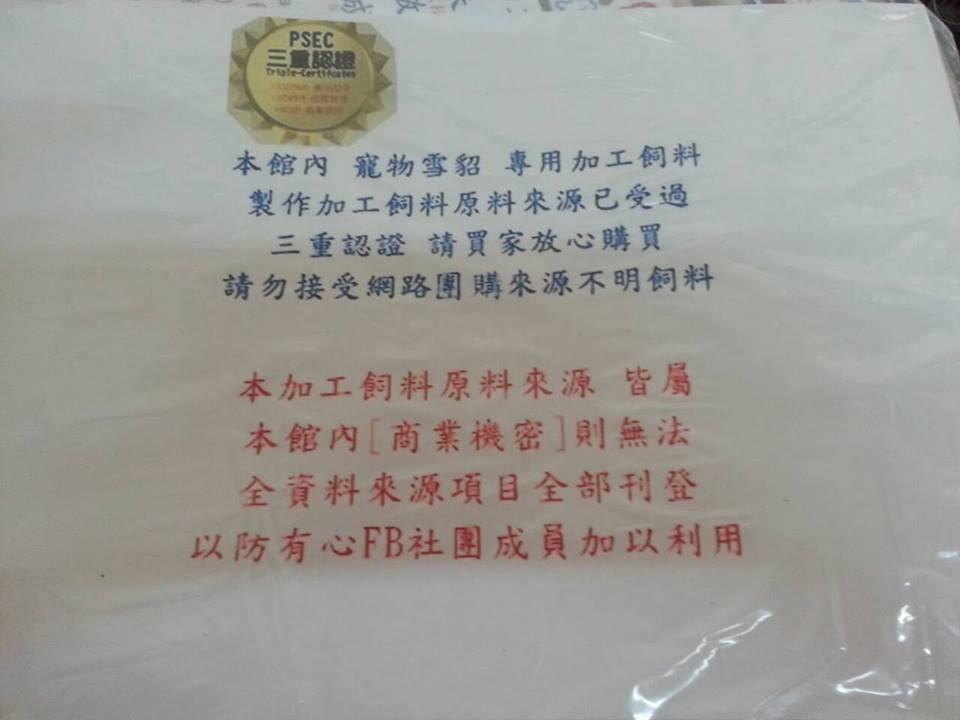 PSEC
三重認證
Triple-Certifcates
本館內 寵物雪貂 專用加工飼料
製作加工飼料原料來源已受過
三重認證 請買家放心購買
請勿接受網路團購來源不明飼料
本加工飼料原料來源 皆屬
本館內[商業機密]則無法
全資料來源項目全部刊登
以防有心FB社團成員加以利用